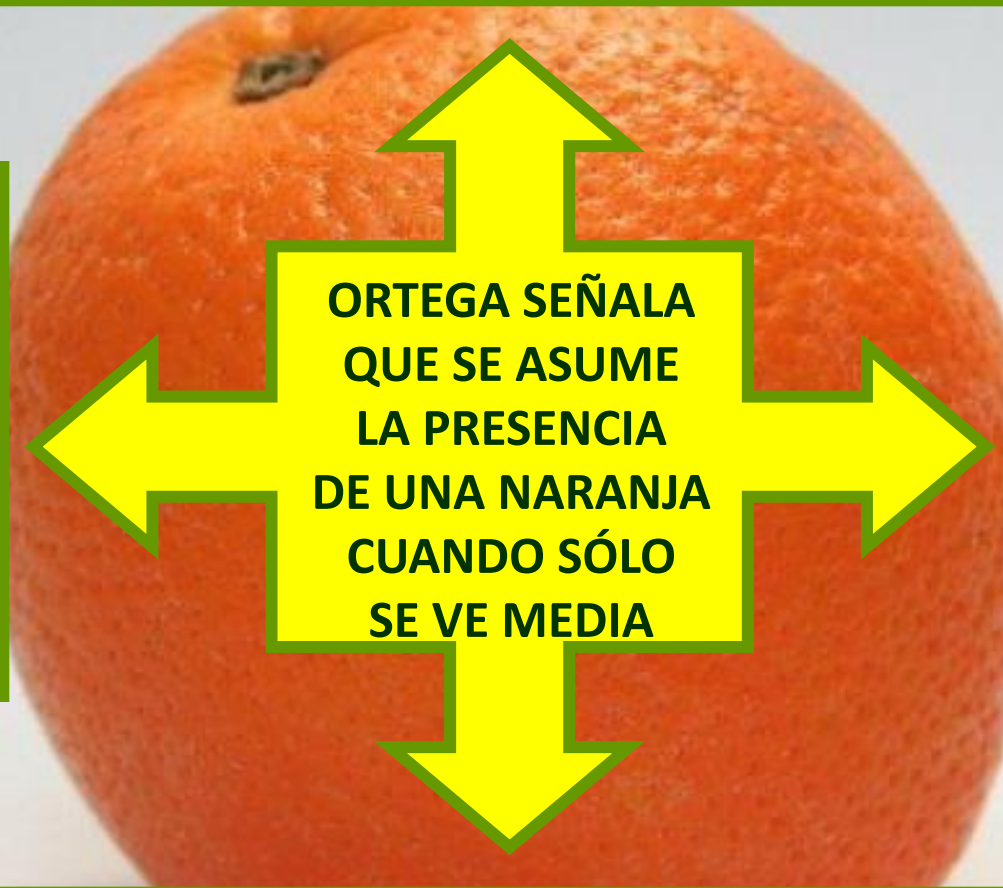 ORTEGA SEÑALA
QUE SE ASUME
LA PRESENCIA
DE UNA NARANJA
CUANDO SÓLO
SE VE MEDIA